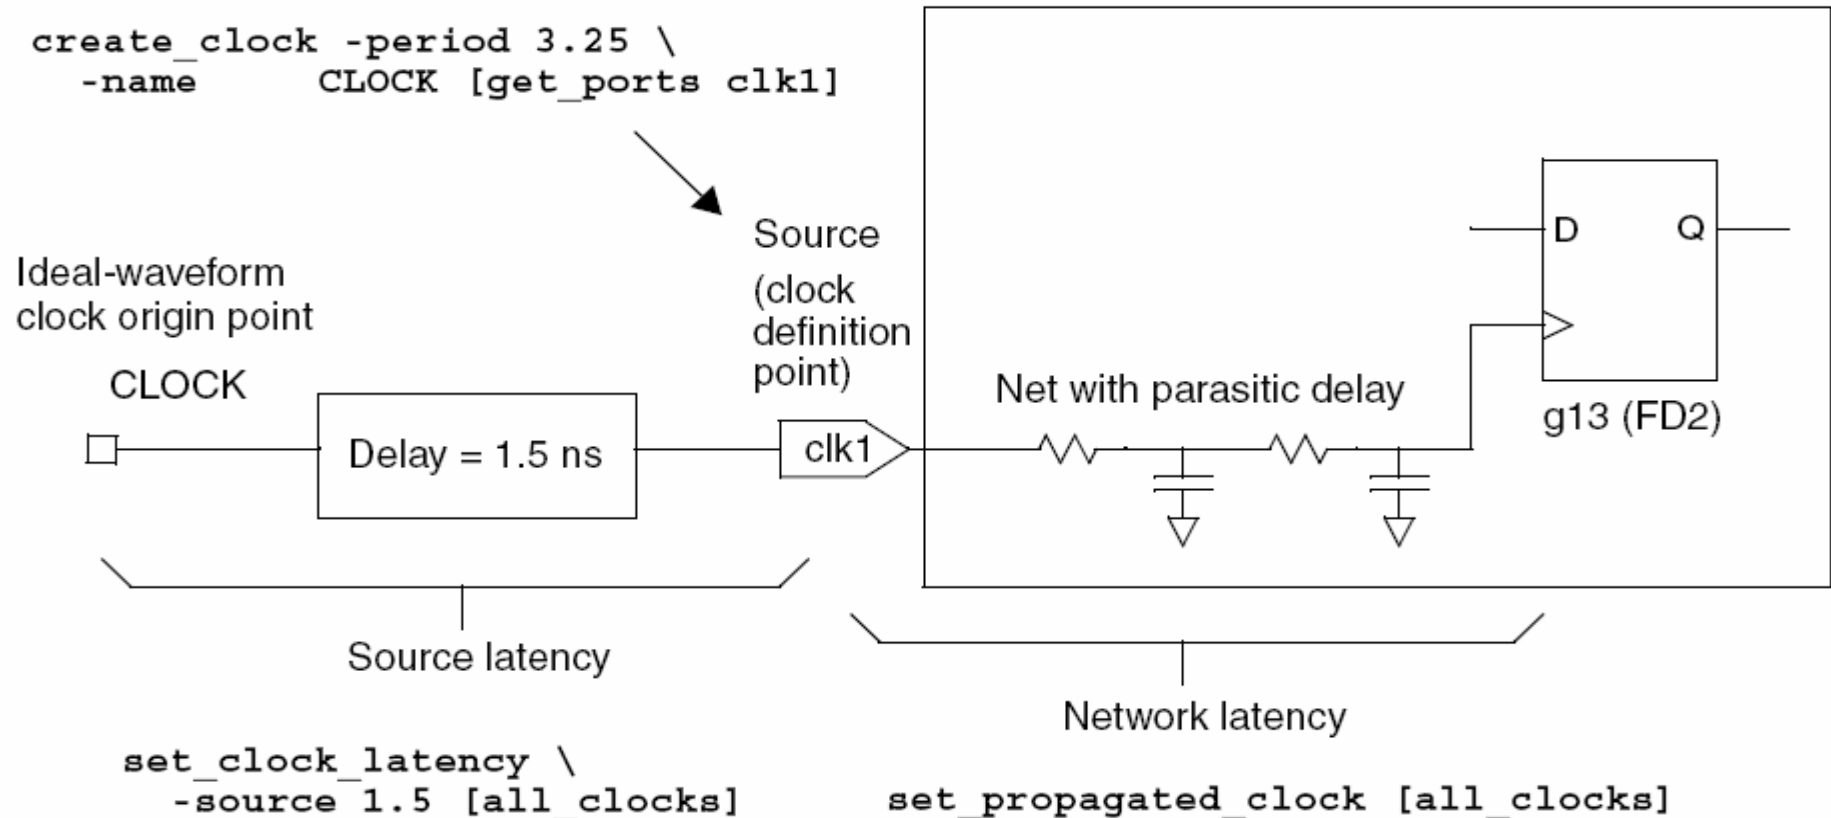 create_clock -period 3.25 \
-name CLOCK [get_ports clk1]
Source
(clock
definition
point)
Ideal-waveform
clock origin point
CLOCK
Delay = 1.5 ns
clk1
Net with parasitic delay
D
Q
g13 (FD2)
Source latency
Network latency
set_clock_latency \
-source 1.5 [all_clocks]
set_propagated_clock [all_clocks]